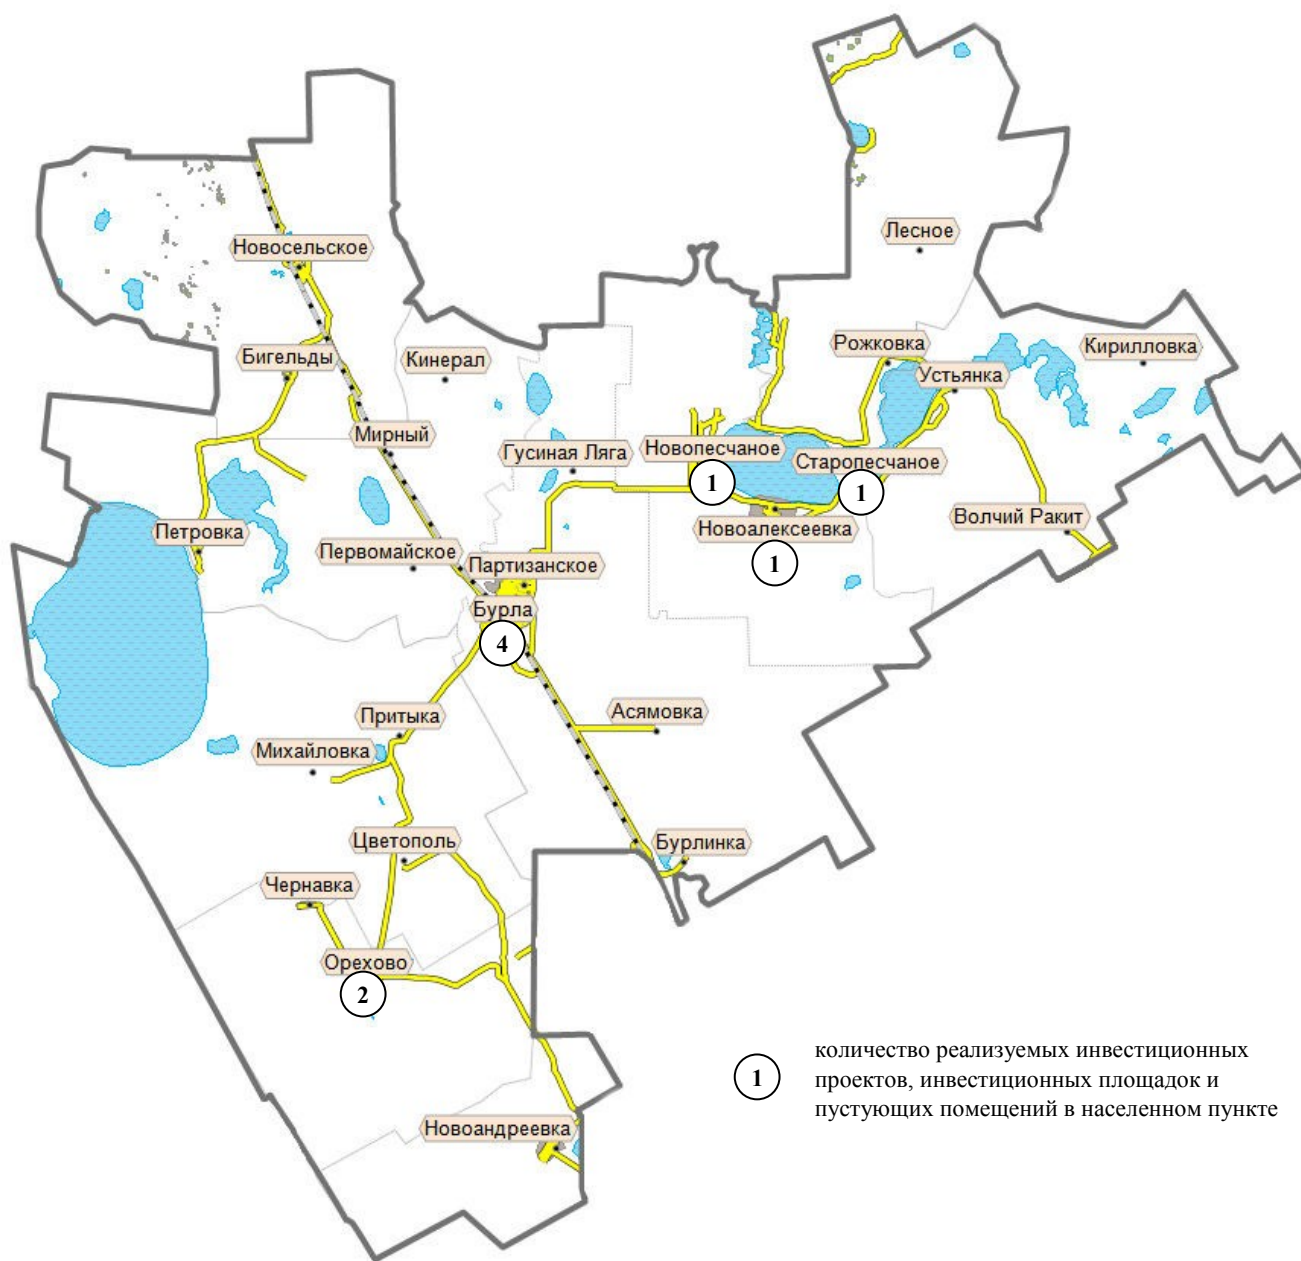 Лесное
Новосельское
Рожковка
Кирилловка
Бигельды
Кинерал
Устьянка
Мирный
Гусиная Ляга
Новопесчаное
Старопесчаное
1
1
Петровка
Первомайское
Новоалексеевка
Волчий Ракит
Партизанское
1
Бурла
4
Притыка
Асямовка
Михайловка
Цветополь
Бурлинка
Чернавка
Орехово
2
1
количество реализуемых инвестиционных
проектов, инвестиционных площадок и
пустующих помещений в населенном пункте
Новоандреевка